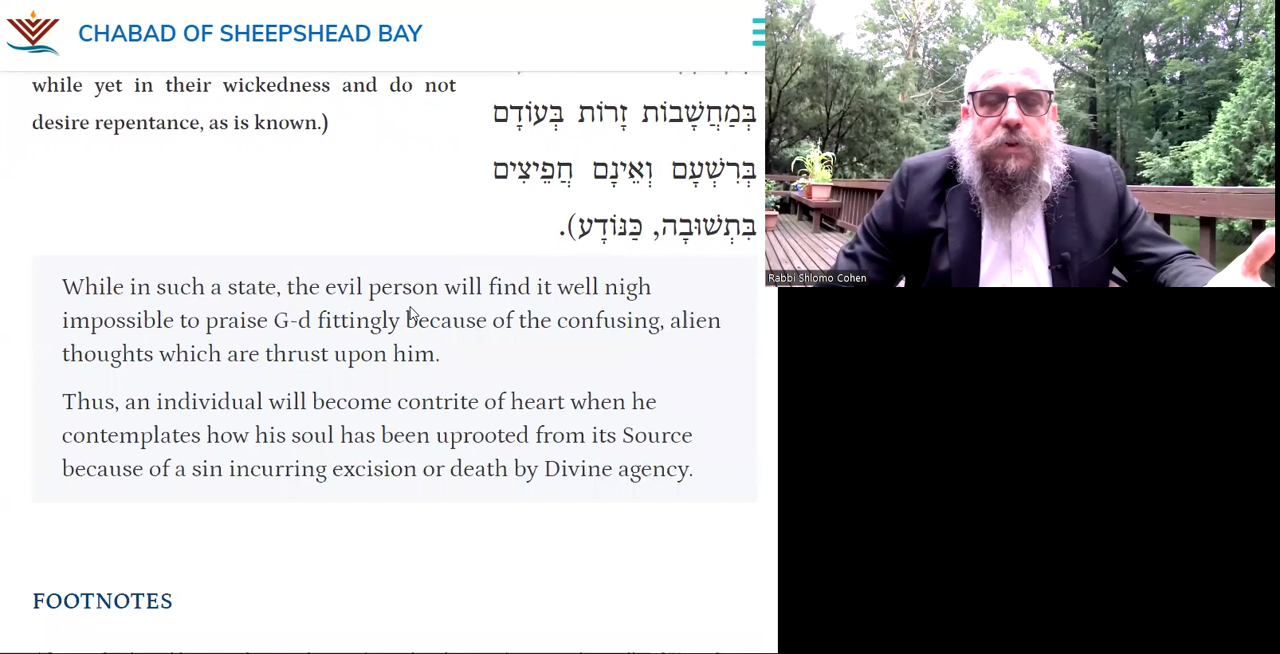 CHABAD OF SHEEPSHEAD BAY
while yet in their wickedness and do not
desire repentance, as is known.)
בְּמַחֲשָׁבוֹת זָרוֹת בְּעוֹדָם
בְּרִשְׁעָם וְאֵינָם חֲפֵיצִים
בִּתְשׁוּבָה, כַּנּוֹדָע).
While in such a state, the evil person will find it well nigh
impossible to praise G-d fittingly because of the confusing, alien
thoughts which are thrust upon him.
Thus, an individual will become contrite of heart when he
contemplates how his soul has been uprooted from its Source
because of a sin incurring excision or death by Divine agency.
FOOTNOTES
Rabbi Shlomo Cohen